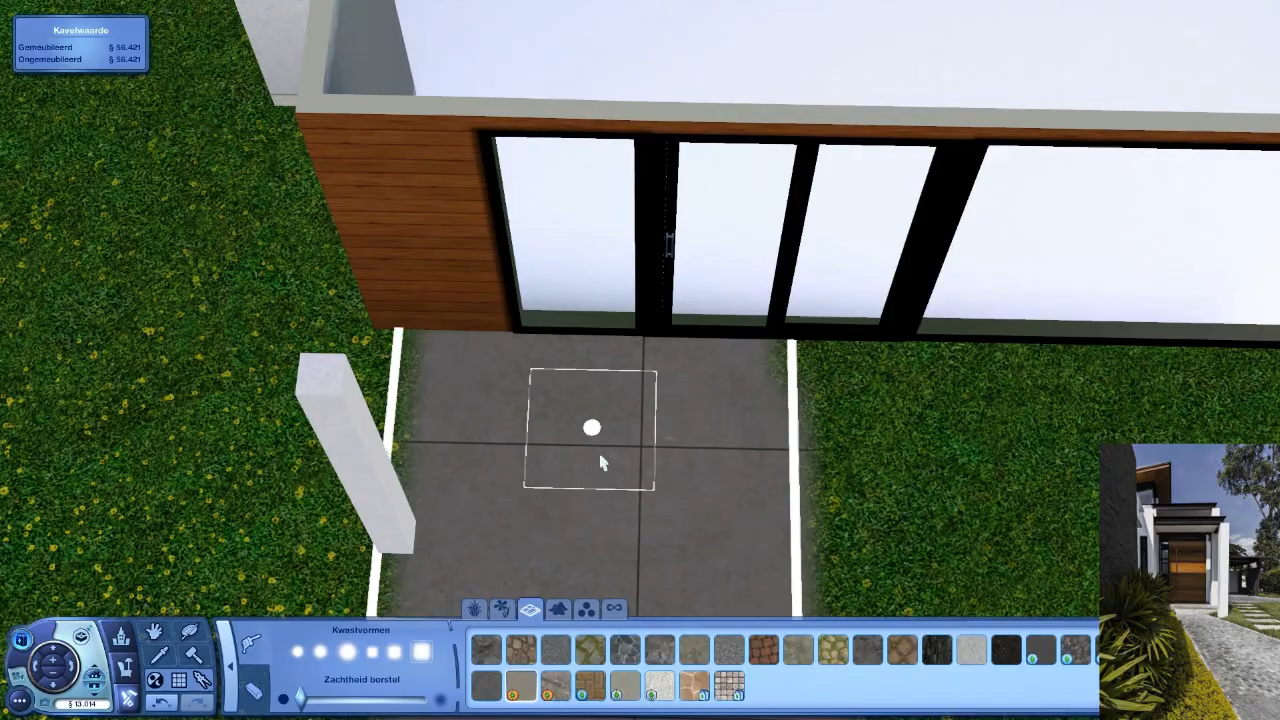 Kavelwaarde
Gemeubileerd § 56.421
Ongemeubileerd § 56.421
Kwastvormen
Zachtheid borstel
§ 13.014